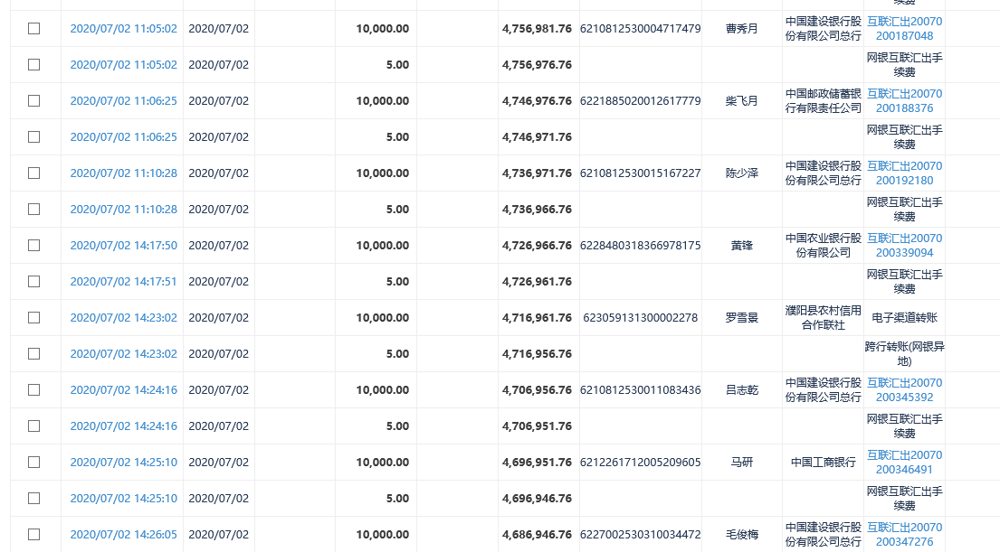 续费
2020/07/02 11:05:02 2020/07/02 10,000.00 4,756,981.76 6210812530004717479 曹秀月 中国建设银行股份有限公司总行 互联汇出20070200187048
2020/07/02 11:05:02 2020/07/02 5.00 4,756,976.76 网银互联汇出手续费
2020/07/02 11:06:25 2020/07/02 10,000.00 4,746,976.76 6221885020012617779 柴飞月 中国邮政储蓄银行有限责任公司 互联汇出20070200188376
2020/07/02 11:06:25 2020/07/02 5.00 4,746,971.76 网银互联汇出手续费
2020/07/02 11:10:28 2020/07/02 10,000.00 4,736,971.76 6210812530015167227 陈少泽 中国建设银行股份有限公司总行 互联汇出20070200192180
2020/07/02 11:10:28 2020/07/02 5.00 4,736,966.76 网银互联汇出手续费
2020/07/02 14:17:50 2020/07/02 10,000.00 4,726,966.76 6228480318366978175 黄锋 中国农业银行股份有限公司 互联汇出20070200339094
2020/07/02 14:17:51 2020/07/02 5.00 4,726,961.76 网银互联汇出手续费
2020/07/02 14:23:02 2020/07/02 10,000.00 4,716,961.76 623059131300002278 罗雪景 濮阳县农村信用合作联社 电子渠道转账
2020/07/02 14:23:02 2020/07/02 5.00 4,716,956.76 跨行转账(网银异地)
2020/07/02 14:24:16 2020/07/02 10,000.00 4,706,956.76 6210812530011083436 吕志乾 中国建设银行股份有限公司总行 互联汇出20070200345392
2020/07/02 14:24:16 2020/07/02 5.00 4,706,951.76 网银互联汇出手续费
2020/07/02 14:25:10 2020/07/02 10,000.00 4,696,951.76 6212261712005209605 马研 中国工商银行 互联汇出20070200346491
2020/07/02 14:25:10 2020/07/02 5.00 4,696,946.76 网银互联汇出手续费
2020/07/02 14:26:05 2020/07/02 10,000.00 4,686,946.76 6227002530310034472 毛俊梅 中国建设银行股份有限公司总行 互联汇出20070200347276